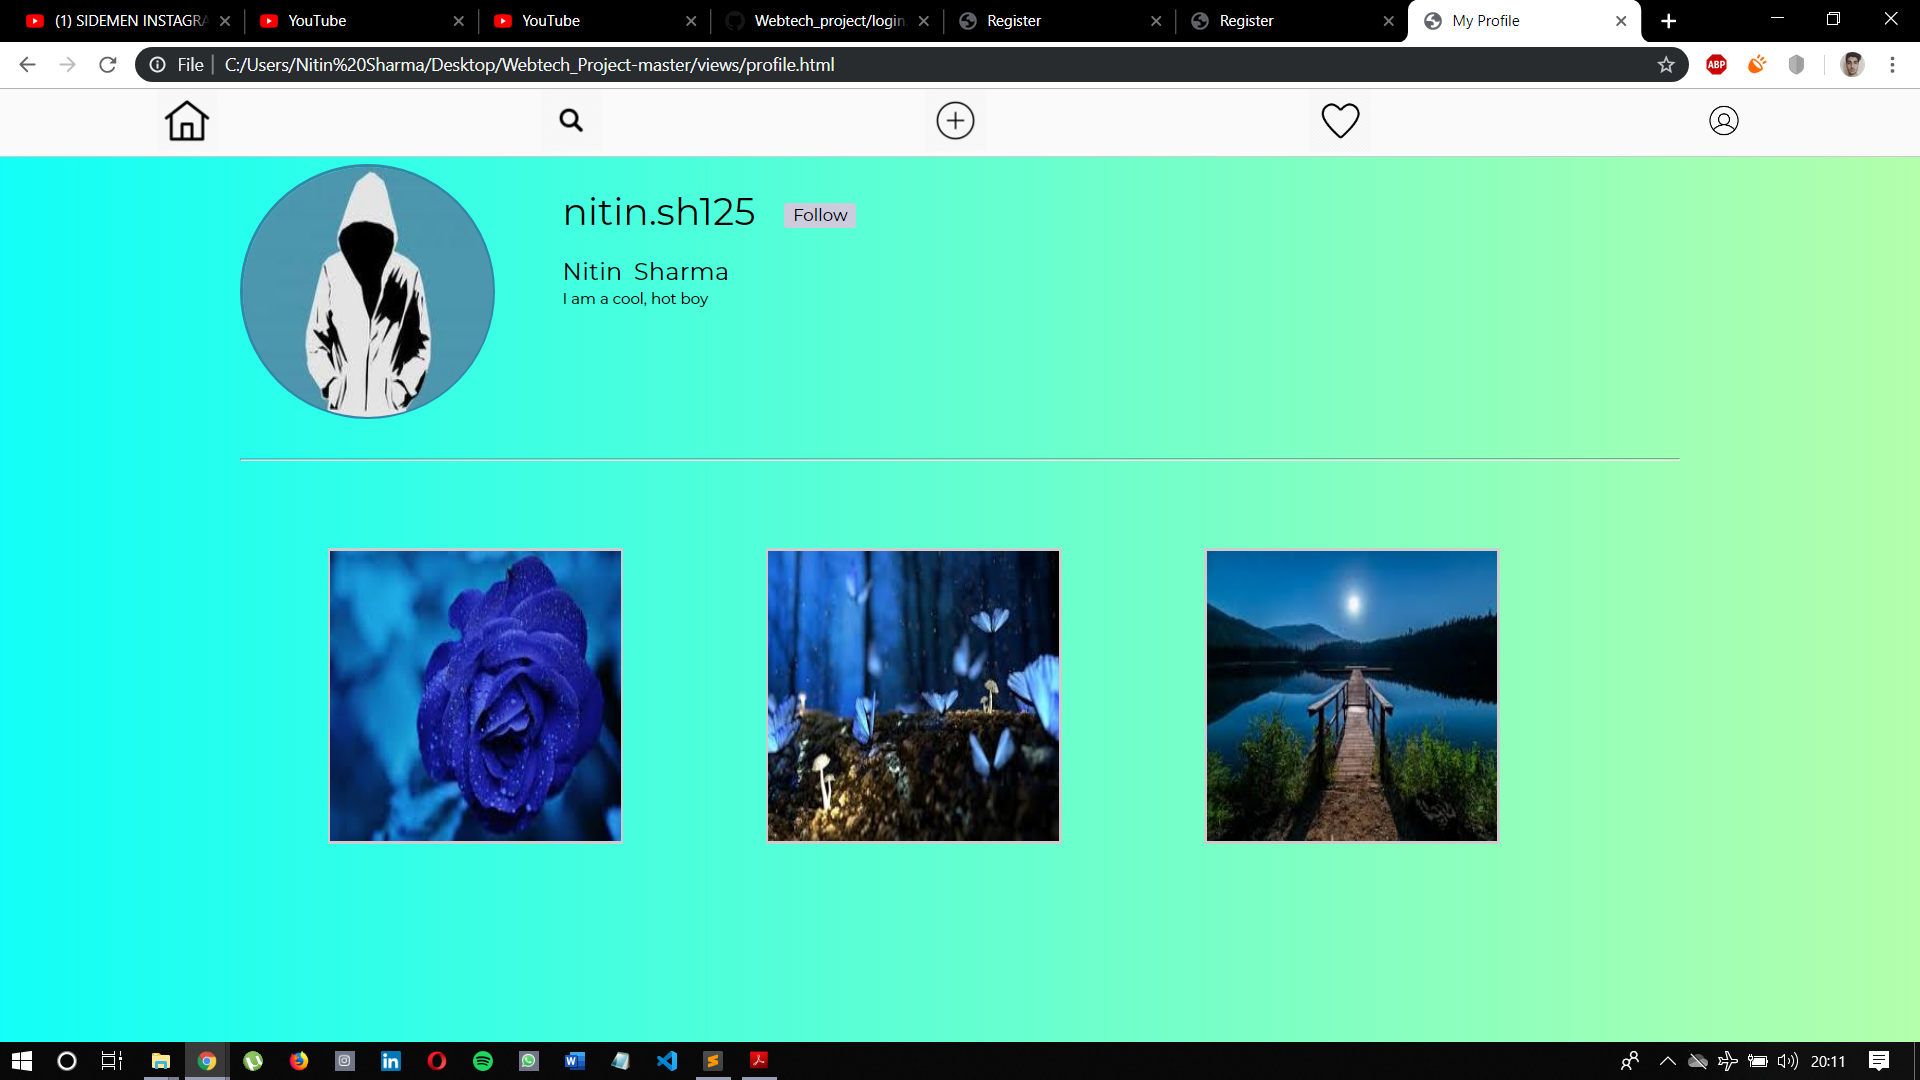 (1) SIDEMEN INSTAGRA
YouTube
YouTube
Webtech_project/login
Register
Register
My Profile
File C:/Users/Nitin%20Sharma/Desktop/Webtech_Project-master/views/profile.html
ABP
nitin.sh125 Follow
Nitin Sharma
I am a cool, hot boy
20:11